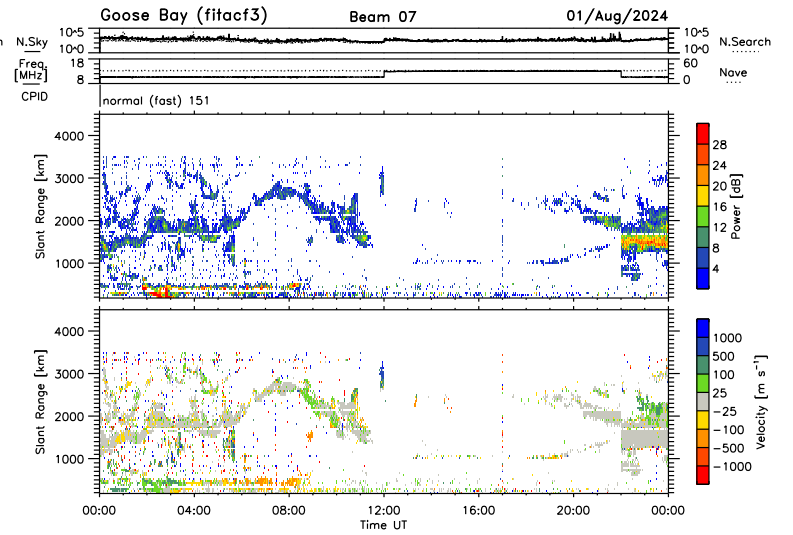 Goose Bay (fitacf3) Beam 07 01/Aug/2024
N.Sky 10^5 10^0 10^5 10^0 N.Search
Freq. [MHz] 18 8 60 0 Nave
CPID normal (fast) 151
Slant Range [km] 4000 3000 2000 1000
Power [dB] 28 24 20 16 12 8 4
Slant Range [km] 4000 3000 2000 1000
Velocity [m s⁻¹] 1000 500 100 25 −25 −100 −500 −1000
00:00 04:00 08:00 12:00 16:00 20:00 00:00
Time UT